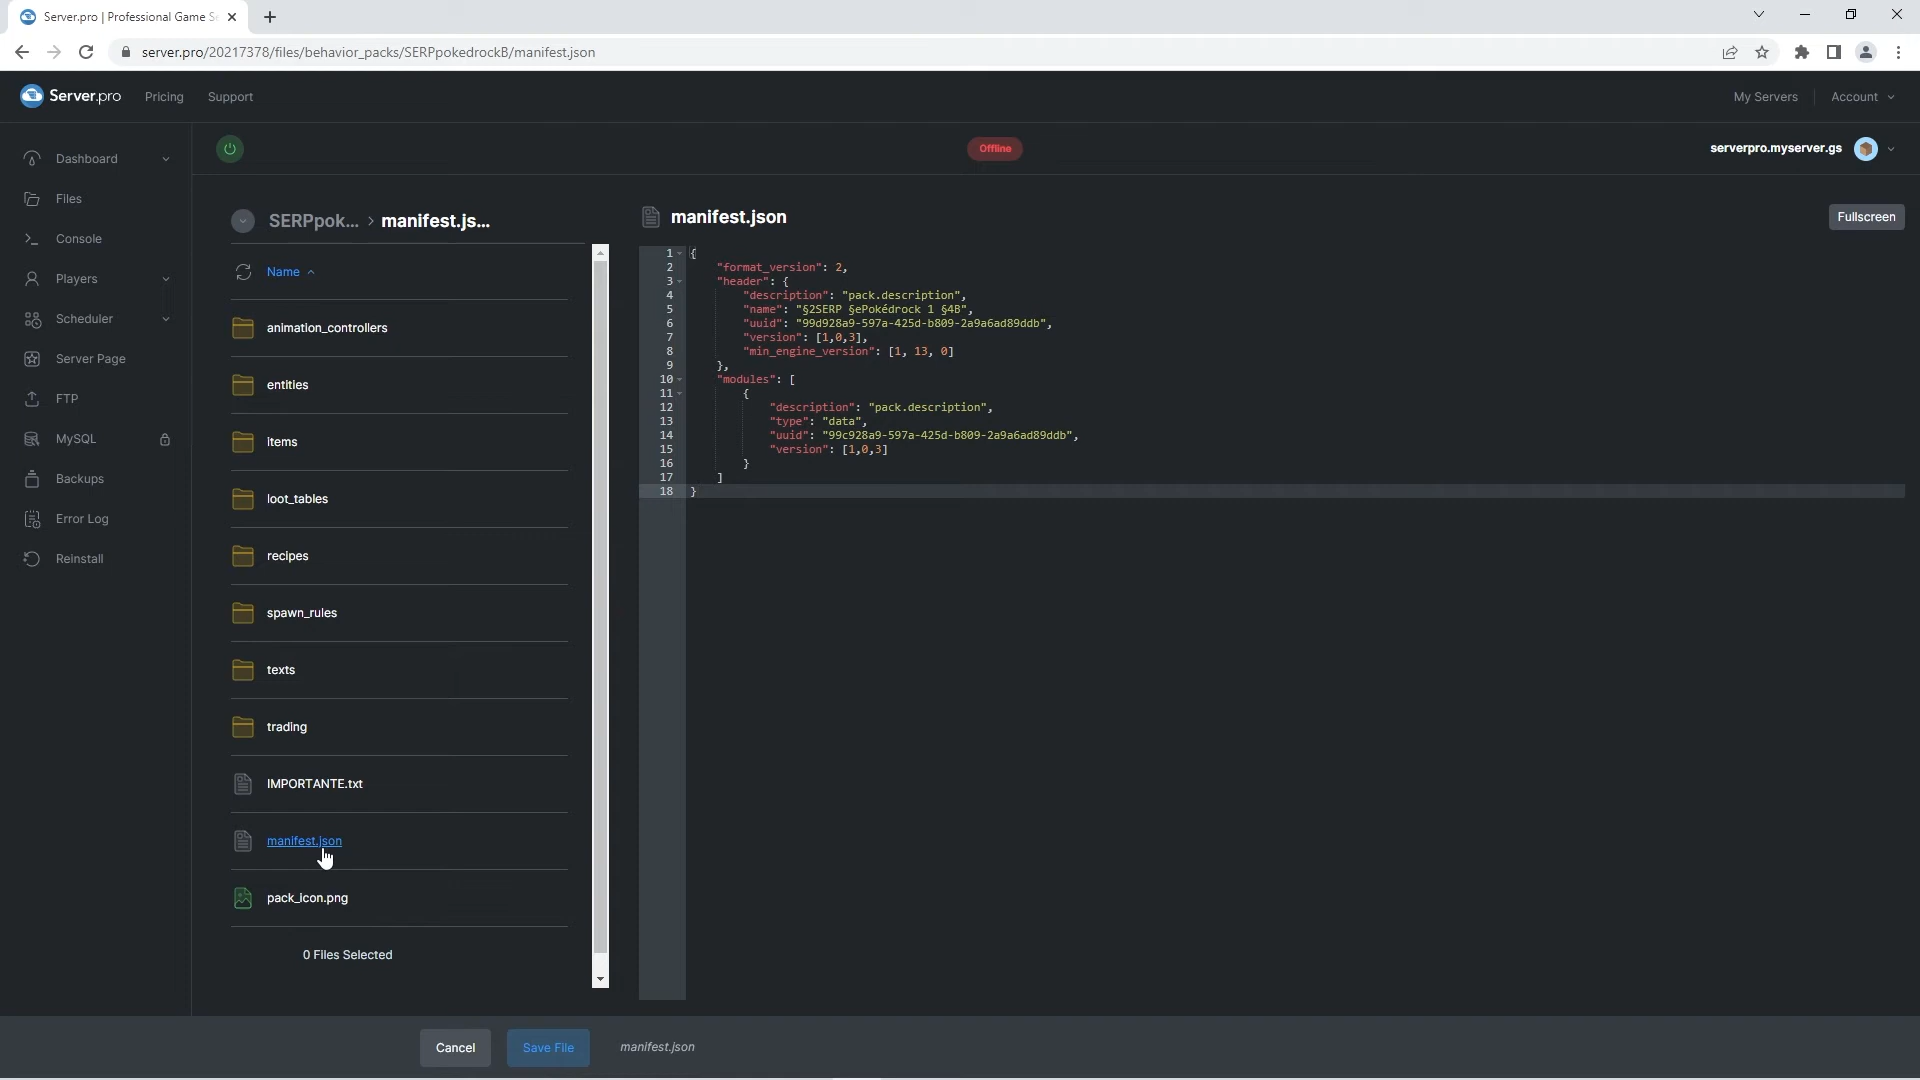 Server.pro | Professional Game Se
server.pro/20217378/files/behavior_packs/SERPpokedrockB/manifest.json
Server.pro
Pricing
Support
My Servers
Account
Dashboard
Files
Console
Players
Scheduler
Server Page
FTP
MySQL
Backups
Error Log
Reinstall
Offline
serverpro.myserver.gs
SERPpok... > manifest.js...
Name
animation_controllers
entities
items
loot_tables
recipes
spawn_rules
texts
trading
IMPORTANTE.txt
manifest.json
pack_icon.png
0 Files Selected
manifest.json
Fullscreen
1 {
2 "format_version": 2,
3 "header": {
4 "description": "pack.description",
5 "name": "§2SERP §ePokédrock 1 §4B",
6 "uuid": "99d928a9-597a-425d-b809-2a9a6ad89ddb",
7 "version": [1,0,3],
8 "min_engine_version": [1, 13, 0]
9 },
10 "modules": [
11 {
12 "description": "pack.description",
13 "type": "data",
14 "uuid": "99c928a9-597a-425d-b809-2a9a6ad89ddb",
15 "version": [1,0,3]
16 }
17 ]
18 }
Cancel
Save File
manifest.json